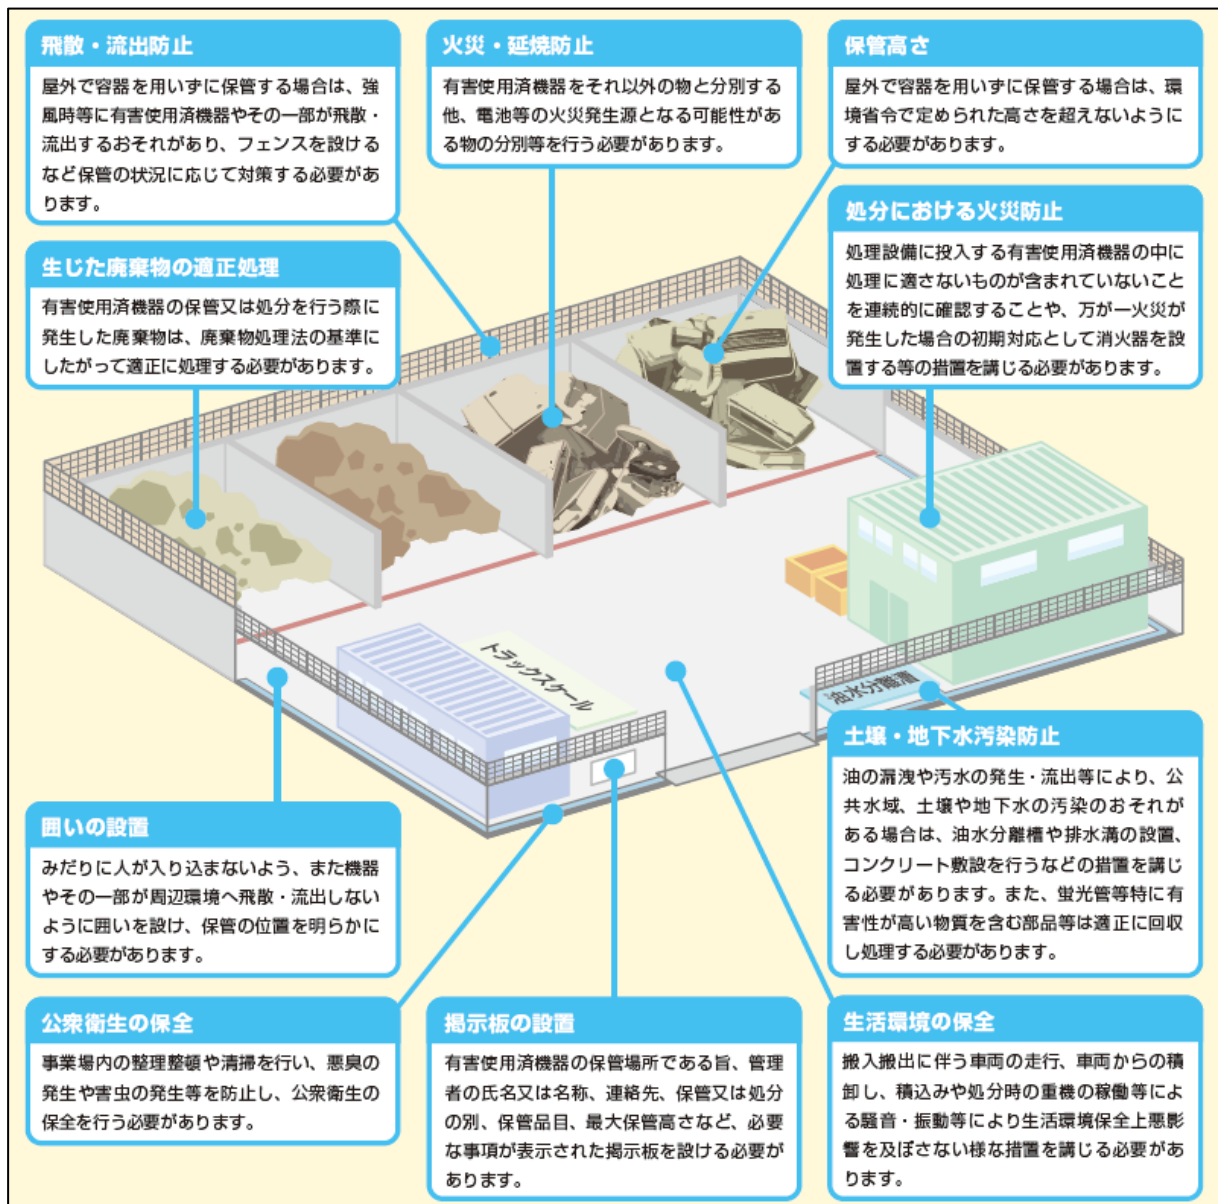 飛散・流出防止
屋外で容器を用いずに保管する場合は、強
風時等に有害使用済機器やその一部が飛散・
流出するおそれがあり、フェンスを設ける
など保管の状況に応じて対策する必要があ
ります。
火災・延焼防止
有害使用済機器をそれ以外の物と分別する
他、電池等の火災発生源となる可能性があ
る物の分別等を行う必要があります。
保管高さ
屋外で容器を用いずに保管する場合は、環
境省令で定められた高さを超えないように
する必要があります。
生じた廃棄物の適正処理
有害使用済機器の保管又は処分を行う際に
発生した廃棄物は、廃棄物処理法の基準に
したがって適正に処理する必要があります。
処分における火災防止
処理設備に投入する有害使用済機器の中に
処理に適さないものが含まれていないこと
を連続的に確認することや、万が一火災が
発生した場合の初期対応として消火器を設
置する等の措置を講じる必要があります。
トラックスケール
油水分離槽
囲いの設置
みだりに人が入り込まないよう、また機器
やその一部が周辺環境へ飛散・流出しない
ように囲いを設け、保管の位置を明らかに
する必要があります。
土壌・地下水汚染防止
油の漏洩や汚水の発生・流出等により、公
共水域、土壌や地下水の汚染のおそれが
ある場合は、油水分離槽や排水溝の設置、
コンクリート敷設を行うなどの措置を講じ
る必要があります。また、蛍光管等特に有
害性が高い物質を含む部品等は適正に回収
し処理する必要があります。
公衆衛生の保全
事業場内の整理整頓や清掃を行い、悪臭の
発生や害虫の発生等を防止し、公衆衛生の
保全を行う必要があります。
掲示板の設置
有害使用済機器の保管場所である旨、管理
者の氏名又は名称、連絡先、保管又は処分
の別、保管品目、最大保管高さなど、必要
な事項が表示された掲示板を設ける必要が
あります。
生活環境の保全
搬入搬出に伴う車両の走行、車両からの積
卸し、積込みや処分時の重機の稼働等によ
る騒音・振動等により生活環境保全上悪影
響を及ぼさない様な措置を講じる必要があ
ります。